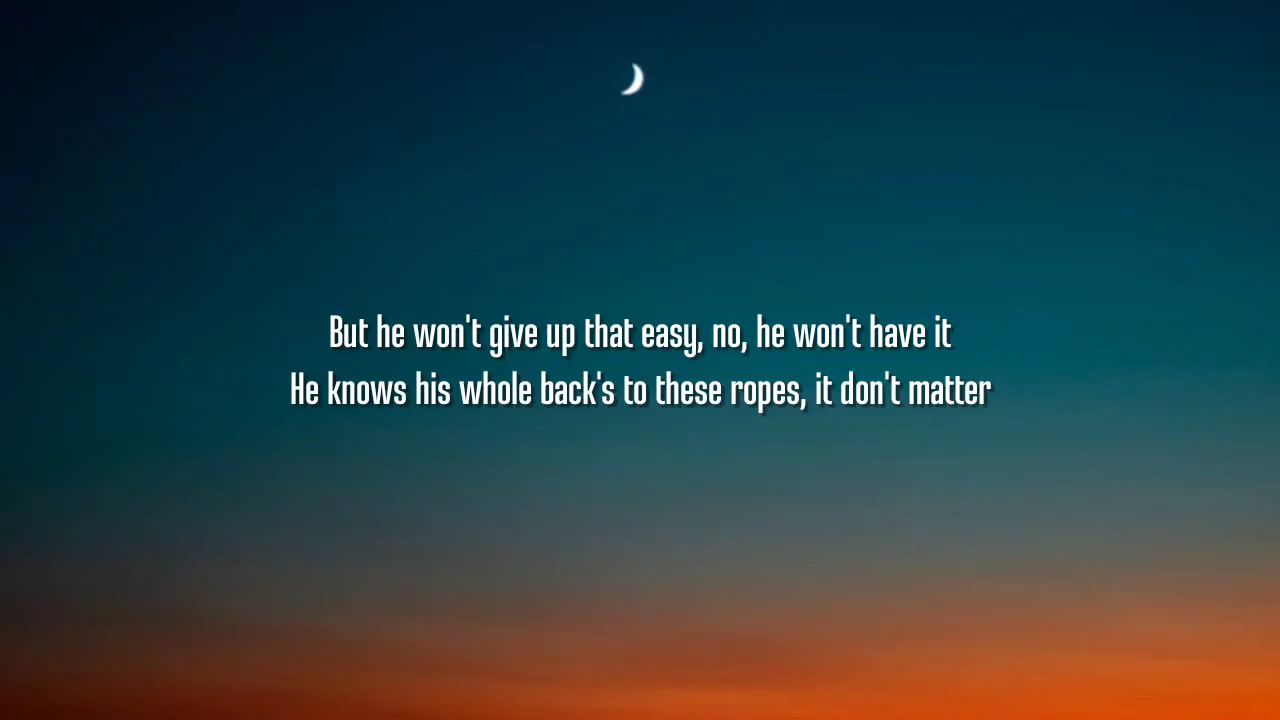 But he won't give up that easy, no, he won't have it
He knows his whole back's to these ropes, it don't matter